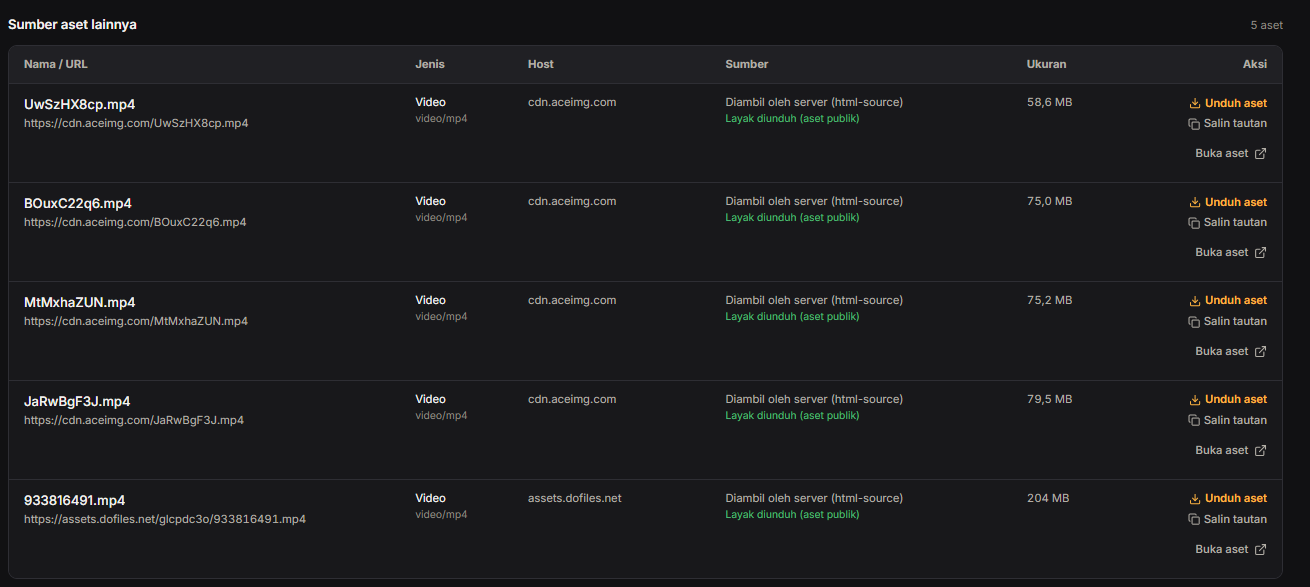 Sumber aset lainnya
5 aset
Nama / URL Jenis Host Sumber Ukuran Aksi
UwSzHX8cp.mp4 Video cdn.aceimg.com Diambil oleh server (html-source) 58,6 MB Unduh aset
https://cdn.aceimg.com/UwSzHX8cp.mp4 video/mp4 Layak diunduh (aset publik) Salin tautan
Buka aset
BOuxC22q6.mp4 Video cdn.aceimg.com Diambil oleh server (html-source) 75,0 MB Unduh aset
https://cdn.aceimg.com/BOuxC22q6.mp4 video/mp4 Layak diunduh (aset publik) Salin tautan
Buka aset
MtMxhaZUN.mp4 Video cdn.aceimg.com Diambil oleh server (html-source) 75,2 MB Unduh aset
https://cdn.aceimg.com/MtMxhaZUN.mp4 video/mp4 Layak diunduh (aset publik) Salin tautan
Buka aset
JaRwBgF3J.mp4 Video cdn.aceimg.com Diambil oleh server (html-source) 79,5 MB Unduh aset
https://cdn.aceimg.com/JaRwBgF3J.mp4 video/mp4 Layak diunduh (aset publik) Salin tautan
Buka aset
933816491.mp4 Video assets.dofiles.net Diambil oleh server (html-source) 204 MB Unduh aset
https://assets.dofiles.net/glcpdc3o/933816491.mp4 video/mp4 Layak diunduh (aset publik) Salin tautan
Buka aset